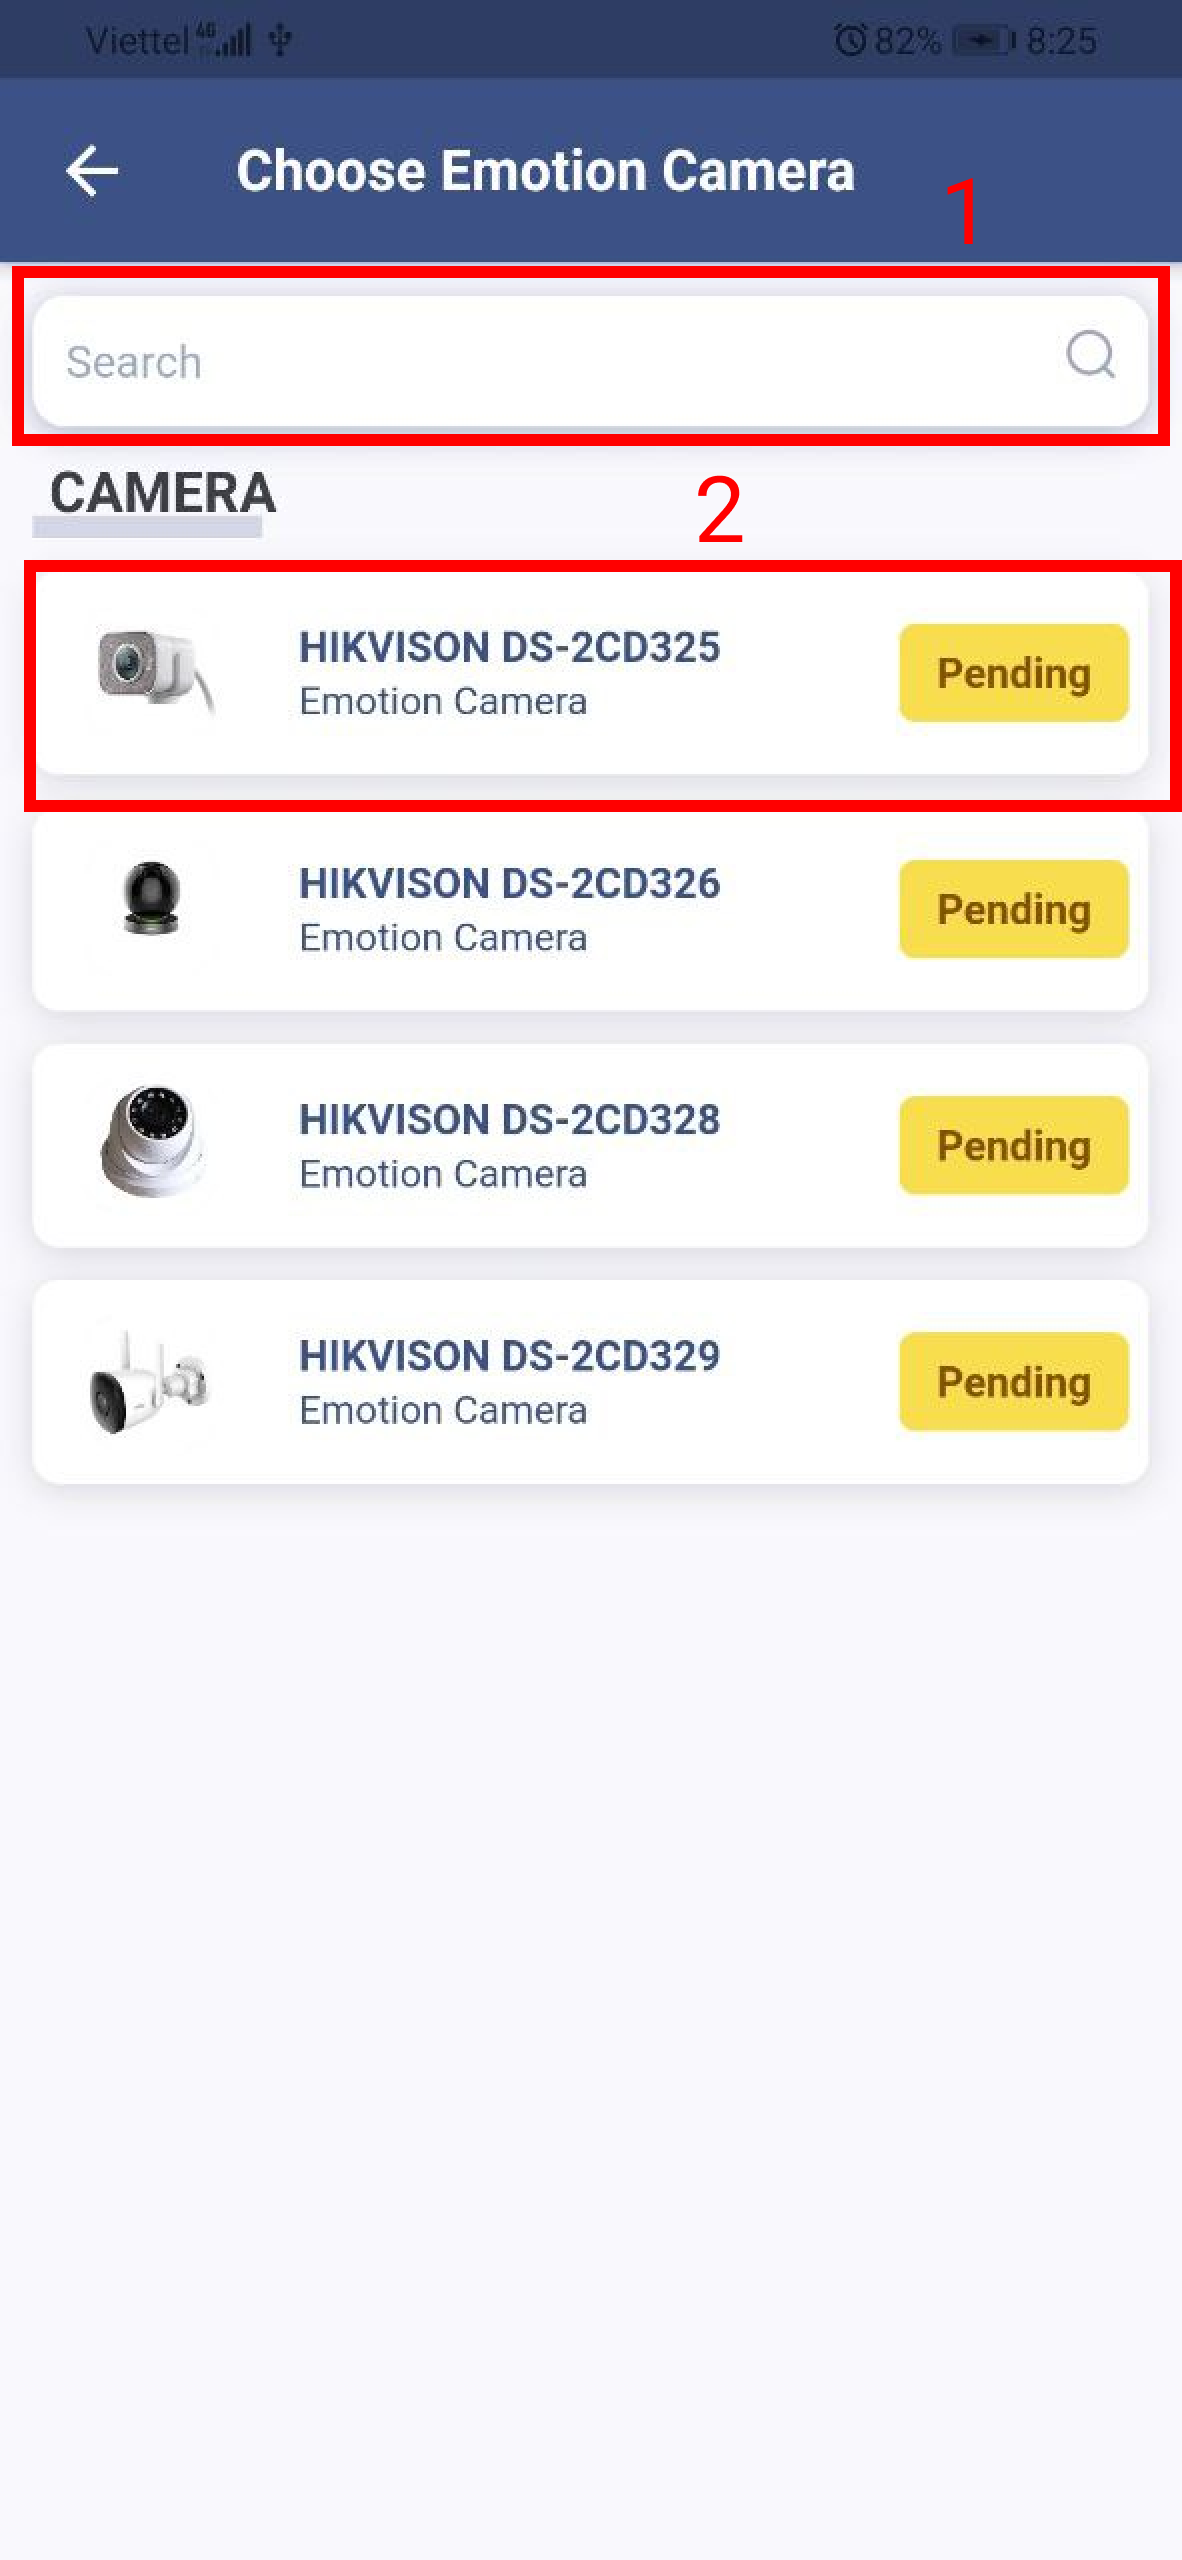 Viettel 4G 82% 8:25
Choose Emotion Camera
1
Search
CAMERA
2
HIKVISON DS-2CD325
Emotion Camera
Pending
HIKVISON DS-2CD326
Emotion Camera
Pending
HIKVISON DS-2CD328
Emotion Camera
Pending
HIKVISON DS-2CD329
Emotion Camera
Pending